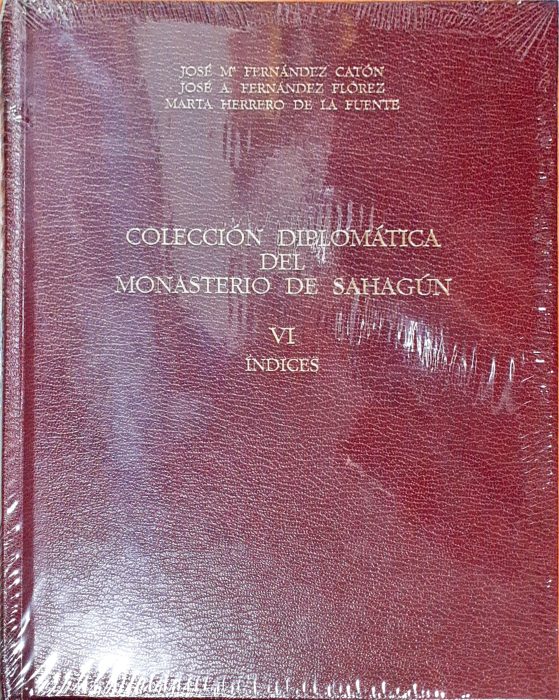 JOSÉ Mª FERNÁNDEZ CATÓN
JOSÉ A. FERNÁNDEZ FLÓREZ
MARTA HERRERO DE LA FUENTE
COLECCIÓN DIPLOMÁTICA
DEL
MONASTERIO DE SAHAGÚN
VI
ÍNDICES